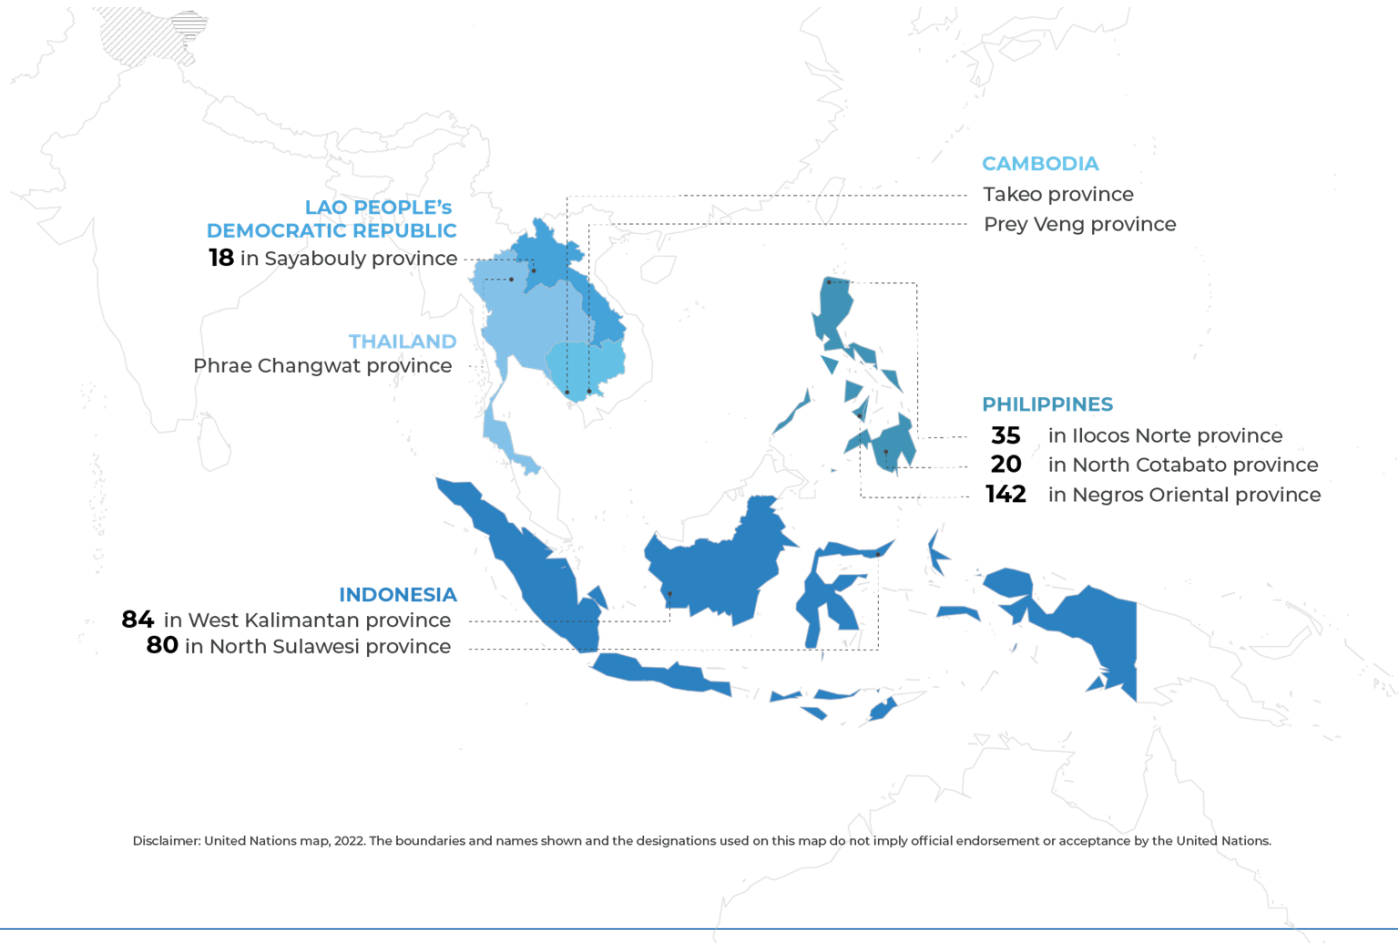 LAO PEOPLE's
DEMOCRATIC REPUBLIC
18 in Sayabouly province
THAILAND
Phrae Changwat province
INDONESIA
84 in West Kalimantan province
80 in North Sulawesi province
CAMBODIA
Takeo province
Prey Veng province
PHILIPPINES
35 in Ilocos Norte province
20 in North Cotabato province
142 in Negros Oriental province
Disclaimer: United Nations map, 2022. The boundaries and names shown and the designations used on this map do not imply official endorsement or acceptance by the United Nations.